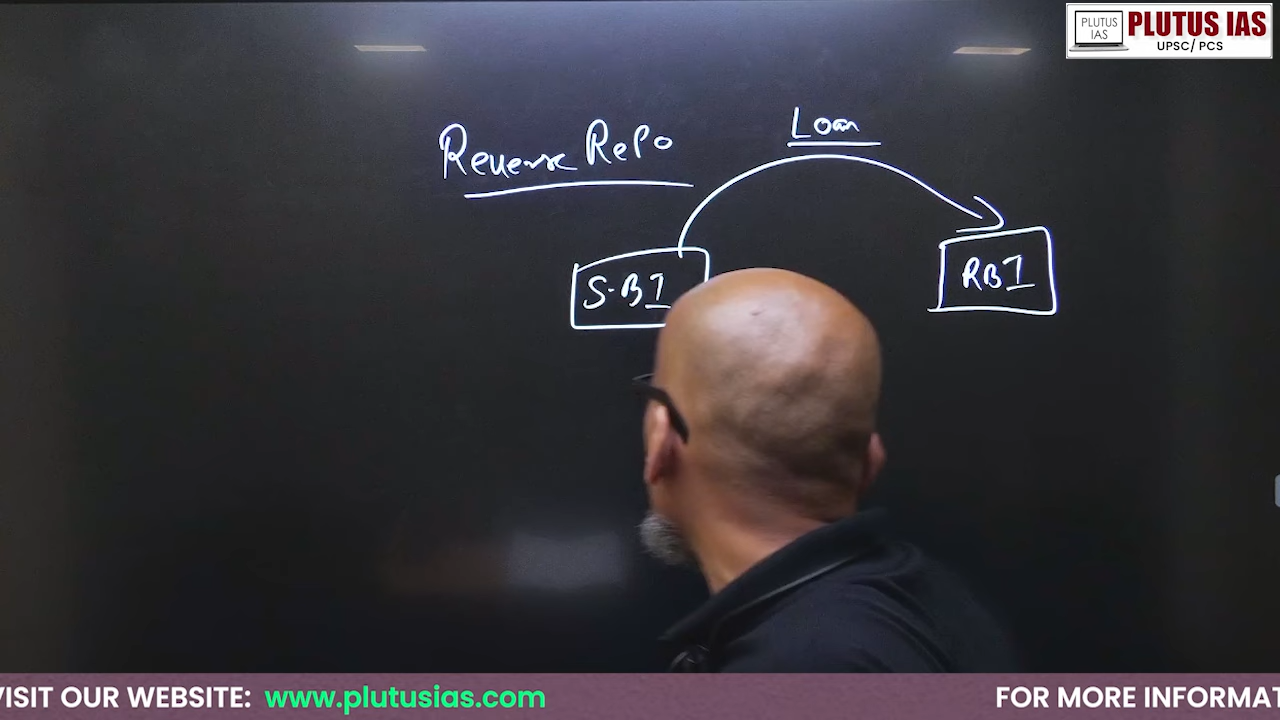 PLUTUS IAS
PLUTUS IAS
UPSC/ PCS
Loan
Reverse Repo
S.BI
RBI
VISIT OUR WEBSITE: www.plutusias.com
FOR MORE INFORMAT